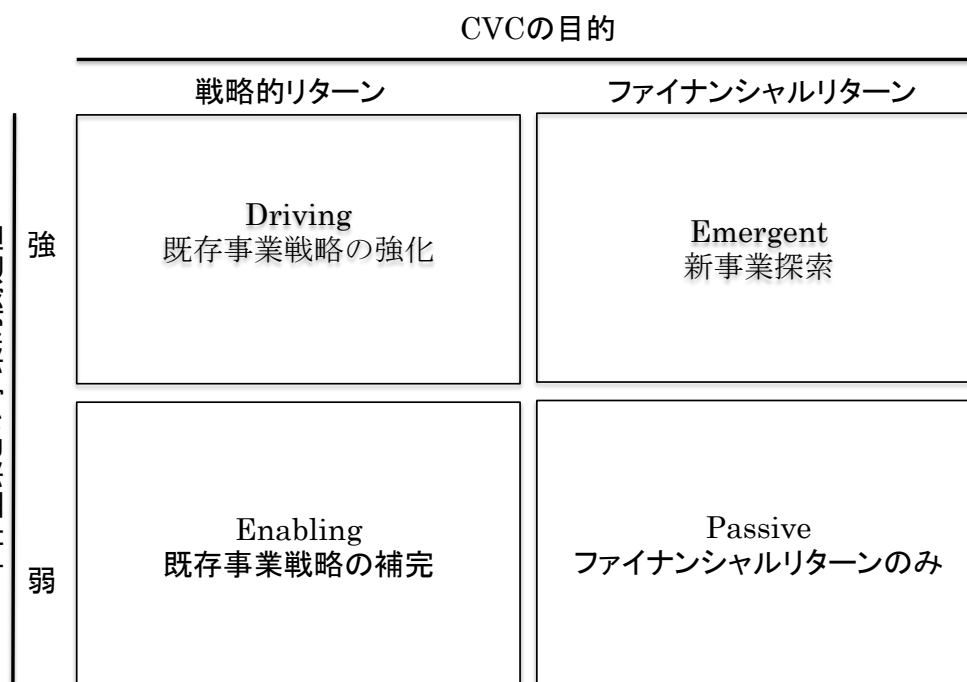 CVCの目的
戦略的リターン
ファイナンシャルリターン
強
Driving
既存事業戦略の強化
Emergent
新事業探索
弱
Enabling
既存事業戦略の補完
Passive
ファイナンシャルリターンのみ